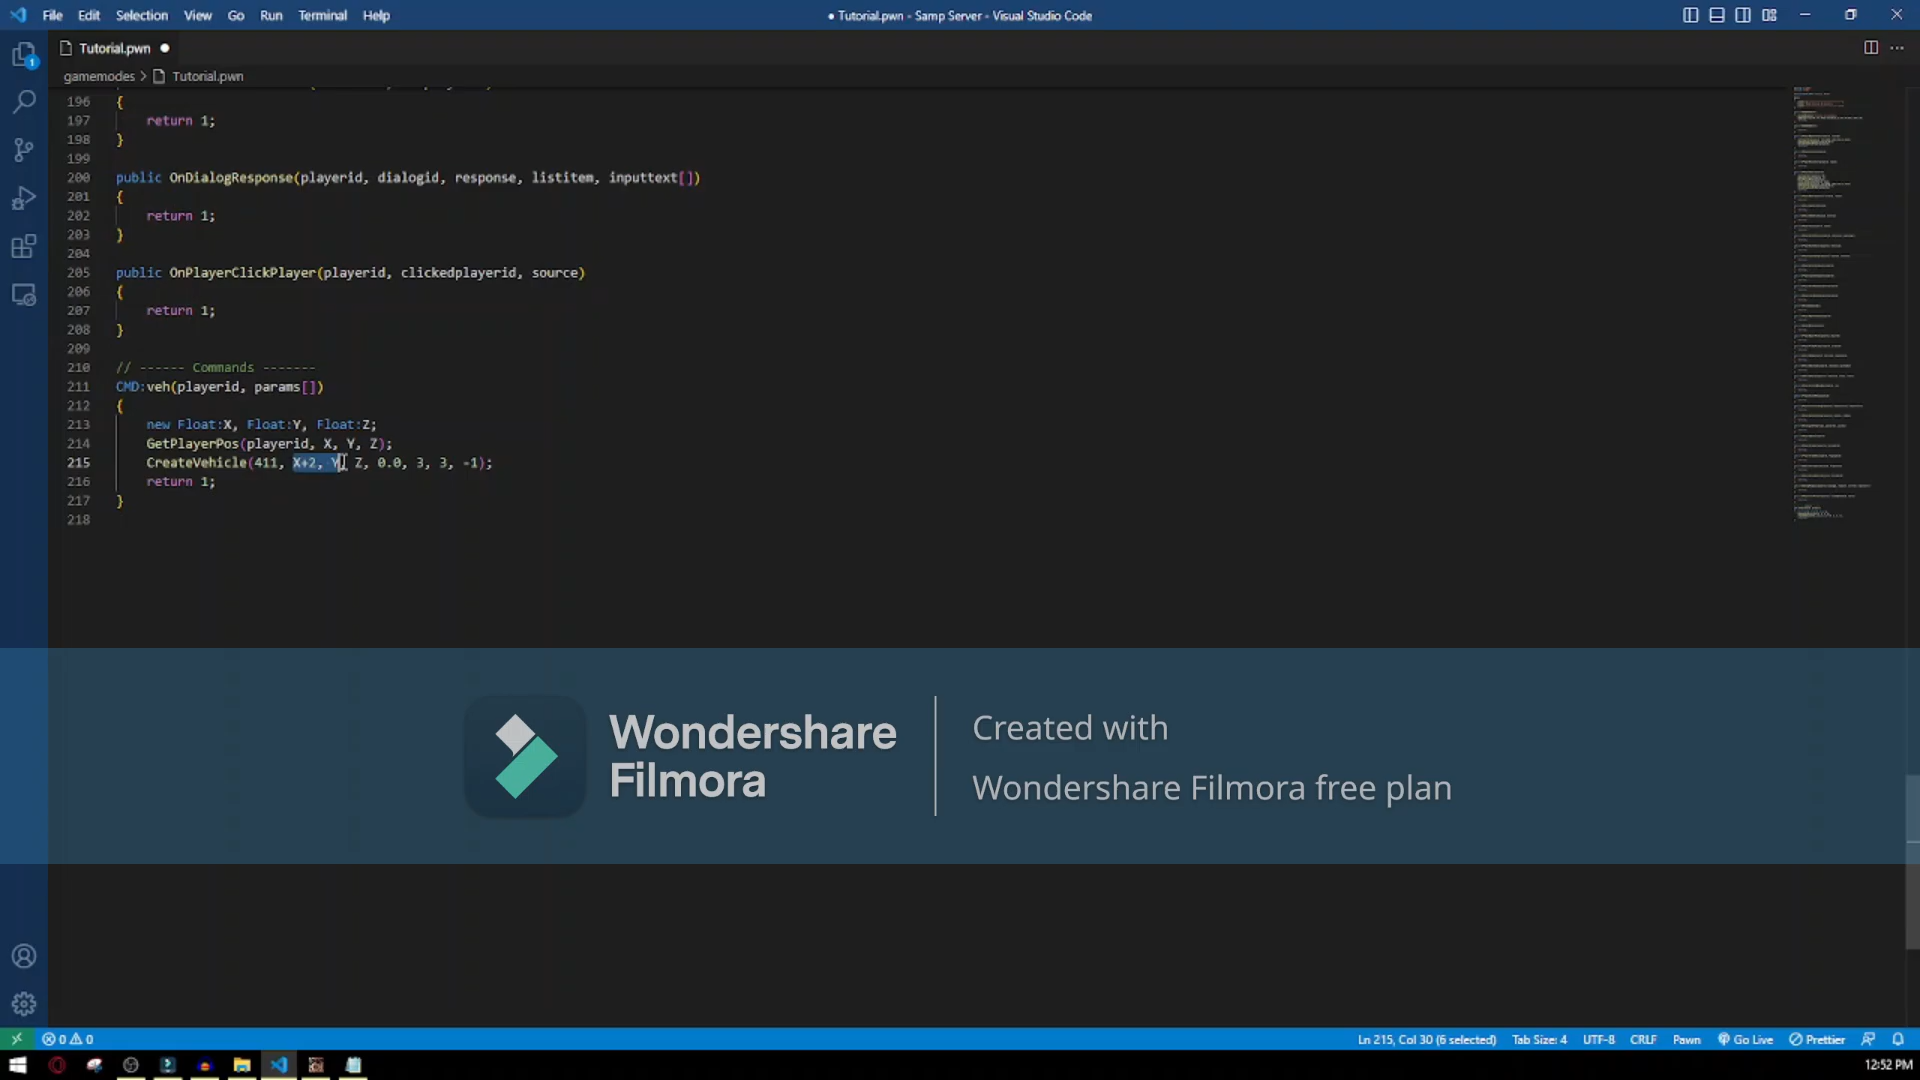 File Edit Selection View Go Run Terminal Help
● Tutorial.pwn - Samp Server - Visual Studio Code
Tutorial.pwn ●
gamemodes > Tutorial.pwn
1
196 {
197 return 1;
198 }
199
200 public OnDialogResponse(playerid, dialogid, response, listitem, inputtext[])
201 {
202 return 1;
203 }
204
205 public OnPlayerClickPlayer(playerid, clickedplayerid, source)
206 {
207 return 1;
208 }
209
210 // ------ Commands -------
211 CMD:veh(playerid, params[])
212 {
213 new Float:X, Float:Y, Float:Z;
214 GetPlayerPos(playerid, X, Y, Z);
215 CreateVehicle(411, X+2, Y, Z, 0.0, 3, 3, -1);
216 return 1;
217 }
218
Wondershare
Filmora
Created with
Wondershare Filmora free plan
0 0 Ln 215, Col 30 (6 selected) Tab Size: 4 UTF-8 CRLF Pawn Go Live Prettier
12:52 PM